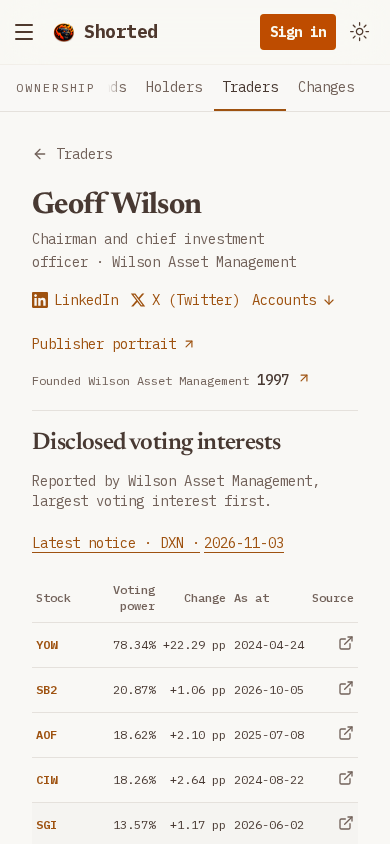 Shorted
Sign in
OWNERSHIP ds Holders Traders Changes
Traders
Geoff Wilson
Chairman and chief investment
officer · Wilson Asset Management
LinkedIn X (Twitter) Accounts ↓
Publisher portrait ↗
Founded Wilson Asset Management 1997 ↗
Disclosed voting interests
Reported by Wilson Asset Management,
largest voting interest first.
Latest notice · DXN · 2026-11-03
Stock Voting power Change As at Source
YOW 78.34% +22.29 pp 2024-04-24
SB2 20.87% +1.06 pp 2026-10-05
AOF 18.62% +2.10 pp 2025-07-08
CIW 18.26% +2.64 pp 2024-08-22
SGI 13.57% +1.17 pp 2026-06-02